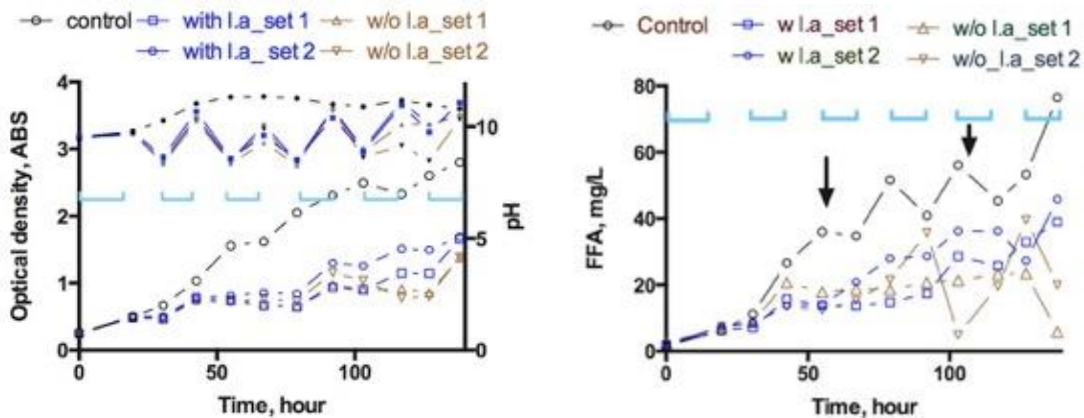 control with l.a_set 1 w/o l.a_set 1
with l.a_ set 2 w/o l.a_set 2
4
3
2
1
0
Optical density, ABS
10
5
0
pH
0 50 100
Time, hour
Control w l.a_set 1 w/o l.a_set 1
w l.a_set 2 w/o_l.a_set 2
80
60
40
20
0
FFA, mg/L
0 50 100
Time, hour